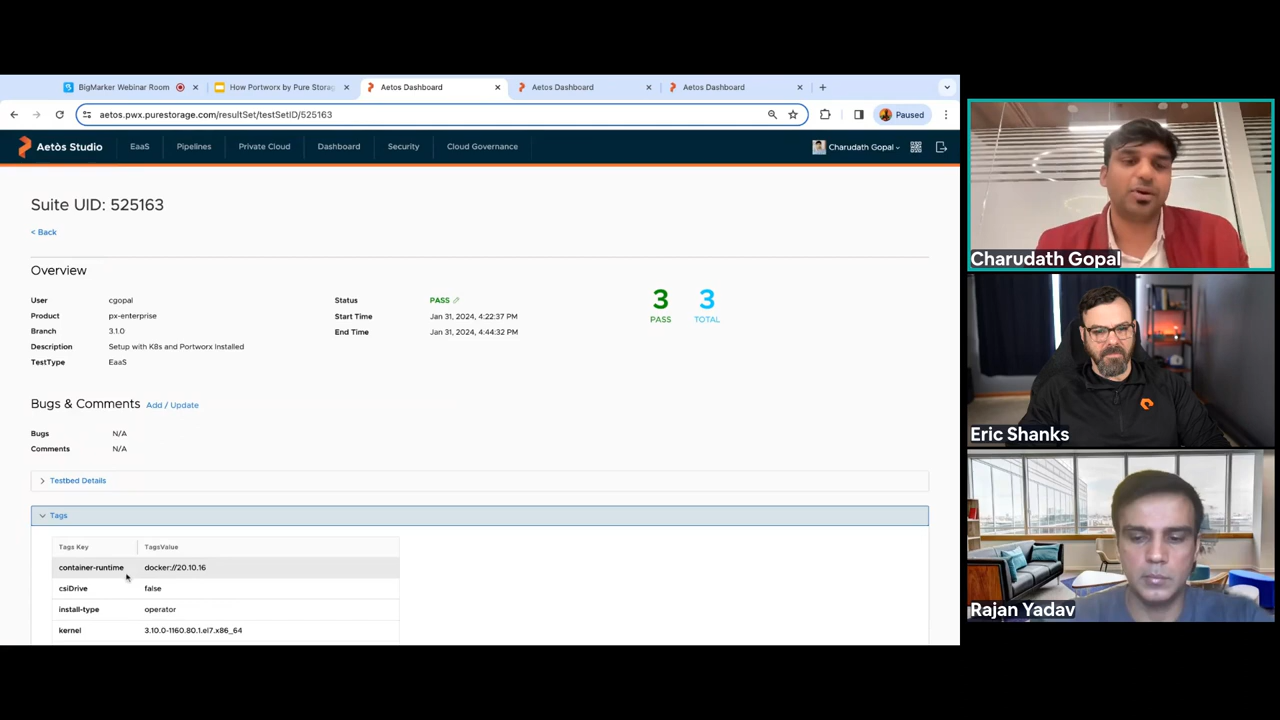 BigMarker Webinar Room
How Portworx by Pure Storag
Aetos Dashboard
Aetos Dashboard
Aetos Dashboard
aetos.pwx.purestorage.com/resultSet/testSetID/525163
Paused
Aetòs Studio
EaaS
Pipelines
Private Cloud
Dashboard
Security
Cloud Governance
Charudath Gopal
Suite UID: 525163
< Back
Overview
User cgopal
Product px-enterprise
Branch 3.1.0
Description Setup with K8s and Portworx Installed
TestType EaaS
Status PASS
Start Time Jan 31, 2024, 4:22:37 PM
End Time Jan 31, 2024, 4:44:32 PM
3 3
PASS TOTAL
Bugs & Comments Add / Update
Bugs N/A
Comments N/A
Testbed Details
Tags
Tags Key TagsValue
container-runtime docker://20.10.16
csiDrive false
install-type operator
kernel 3.10.0-1160.80.1.el7.x86_64
Charudath Gopal
Eric Shanks
Rajan Yadav